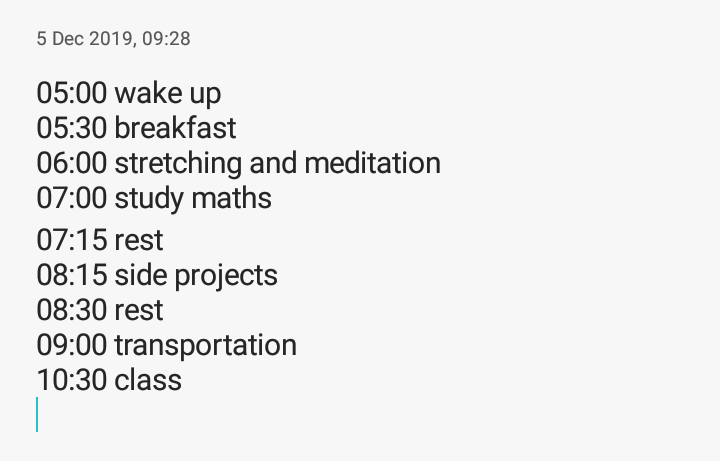 5 Dec 2019, 09:28
05:00 wake up
05:30 breakfast
06:00 stretching and meditation
07:00 study maths
07:15 rest
08:15 side projects
08:30 rest
09:00 transportation
10:30 class